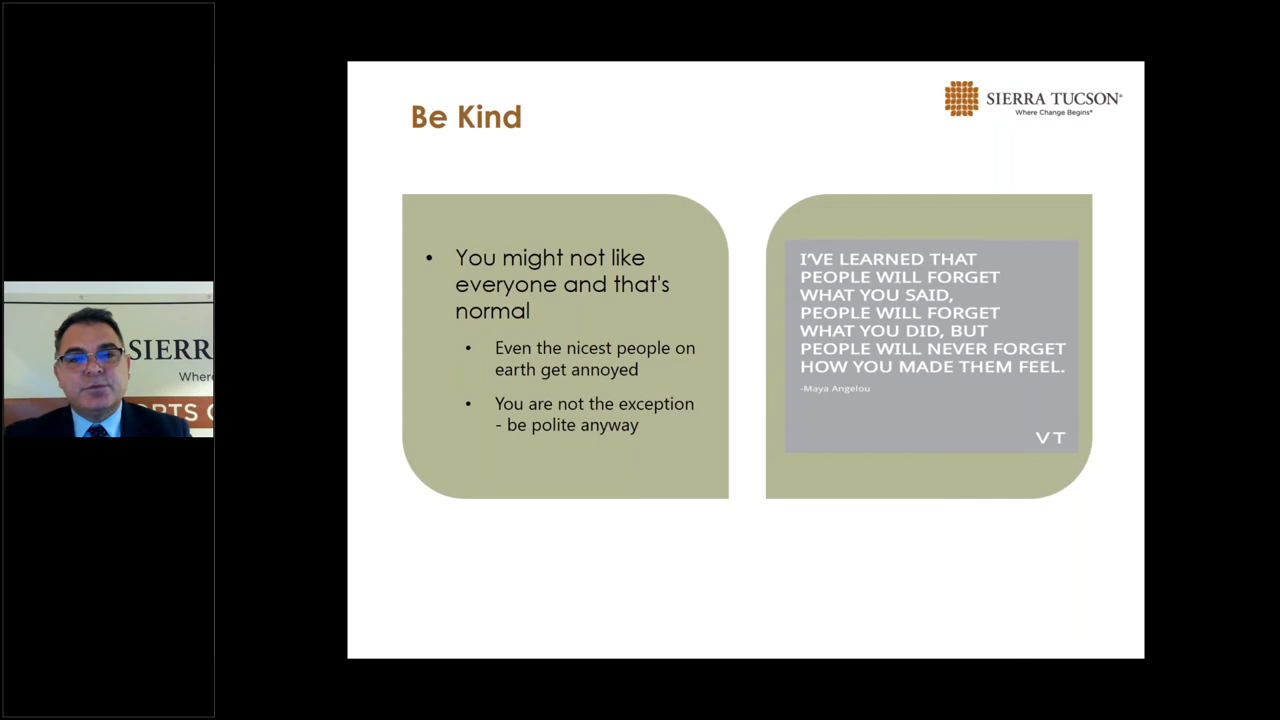 Be Kind
SIERRA TUCSON®
Where Change Begins®
• You might not like
everyone and that's
normal
• Even the nicest people on
earth get annoyed
• You are not the exception
- be polite anyway
I'VE LEARNED THAT
PEOPLE WILL FORGET
WHAT YOU SAID,
PEOPLE WILL FORGET
WHAT YOU DID, BUT
PEOPLE WILL NEVER FORGET
HOW YOU MADE THEM FEEL.
-Maya Angelou
VT
SIERR
Wher